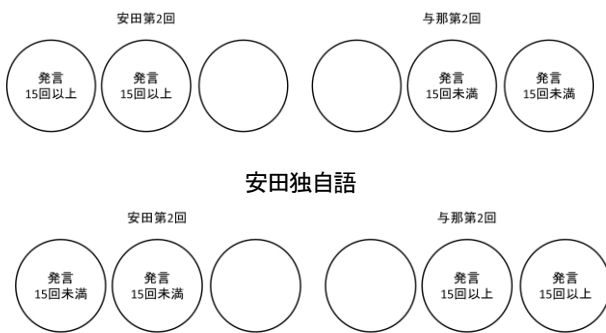 安田第2回
与那第2回
発言
15回以上
発言
15回以上
発言
15回未満
発言
15回未満
安田独自語
安田第2回
与那第2回
発言
15回未満
発言
15回未満
発言
15回以上
発言
15回以上